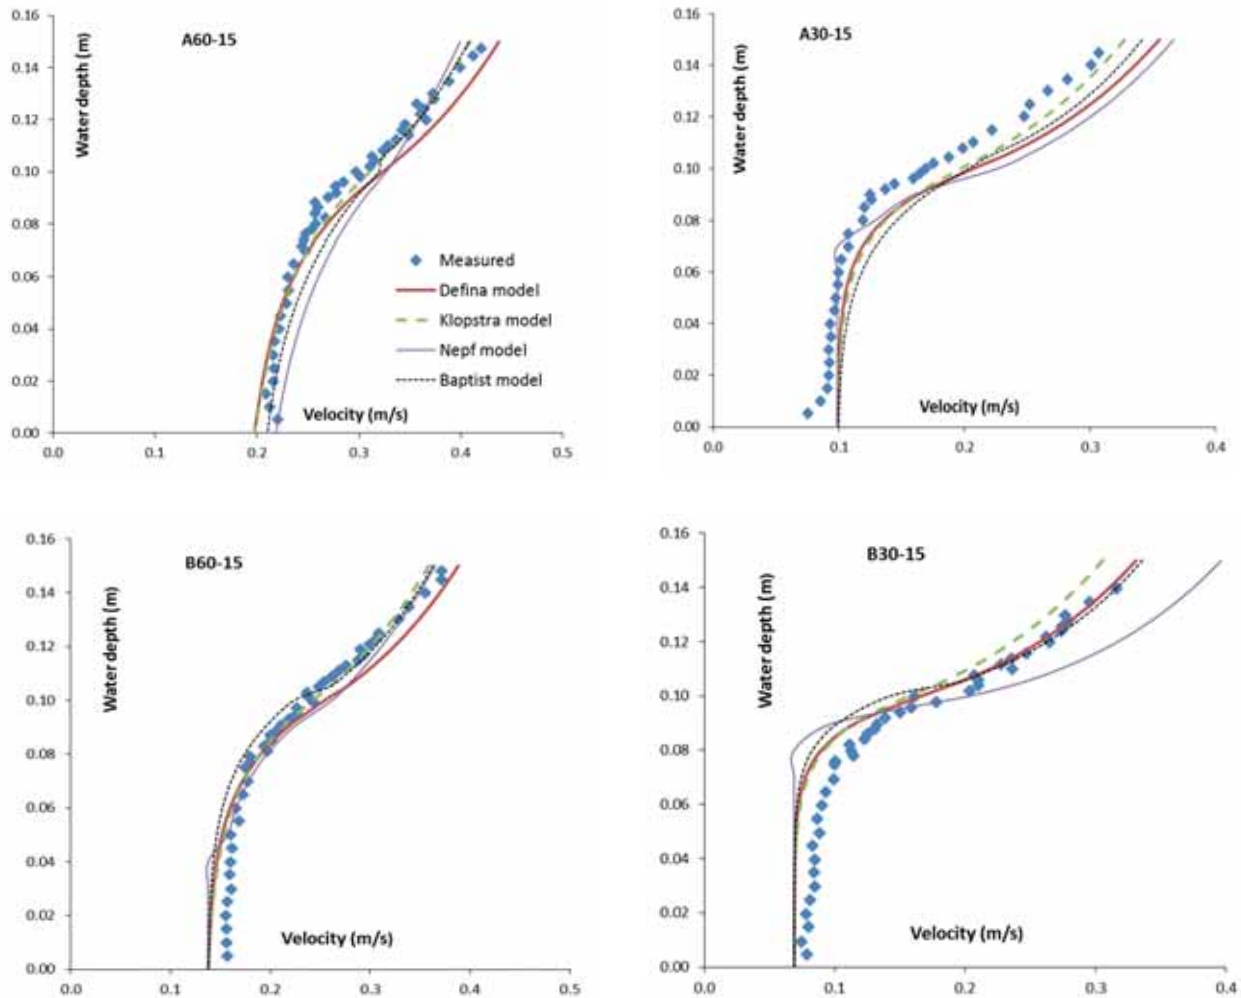 A60-15
Water depth (m)
0.16
0.14
0.12
0.10
0.08
0.06
0.04
0.02
0.00
Measured
Defina model
Klopstra model
Nepf model
Baptist model
Velocity (m/s)
0.0 0.1 0.2 0.3 0.4 0.5
A30-15
Water depth (m)
0.16
0.14
0.12
0.10
0.08
0.06
0.04
0.02
0.00
Velocity (m/s)
0.0 0.1 0.2 0.3 0.4
B60-15
Water depth (m)
0.16
0.14
0.12
0.10
0.08
0.06
0.04
0.02
0.00
Velocity (m/s)
0.0 0.1 0.2 0.3 0.4 0.5
B30-15
Water depth (m)
0.16
0.14
0.12
0.10
0.08
0.06
0.04
0.02
0.00
Velocity (m/s)
0.0 0.1 0.2 0.3 0.4